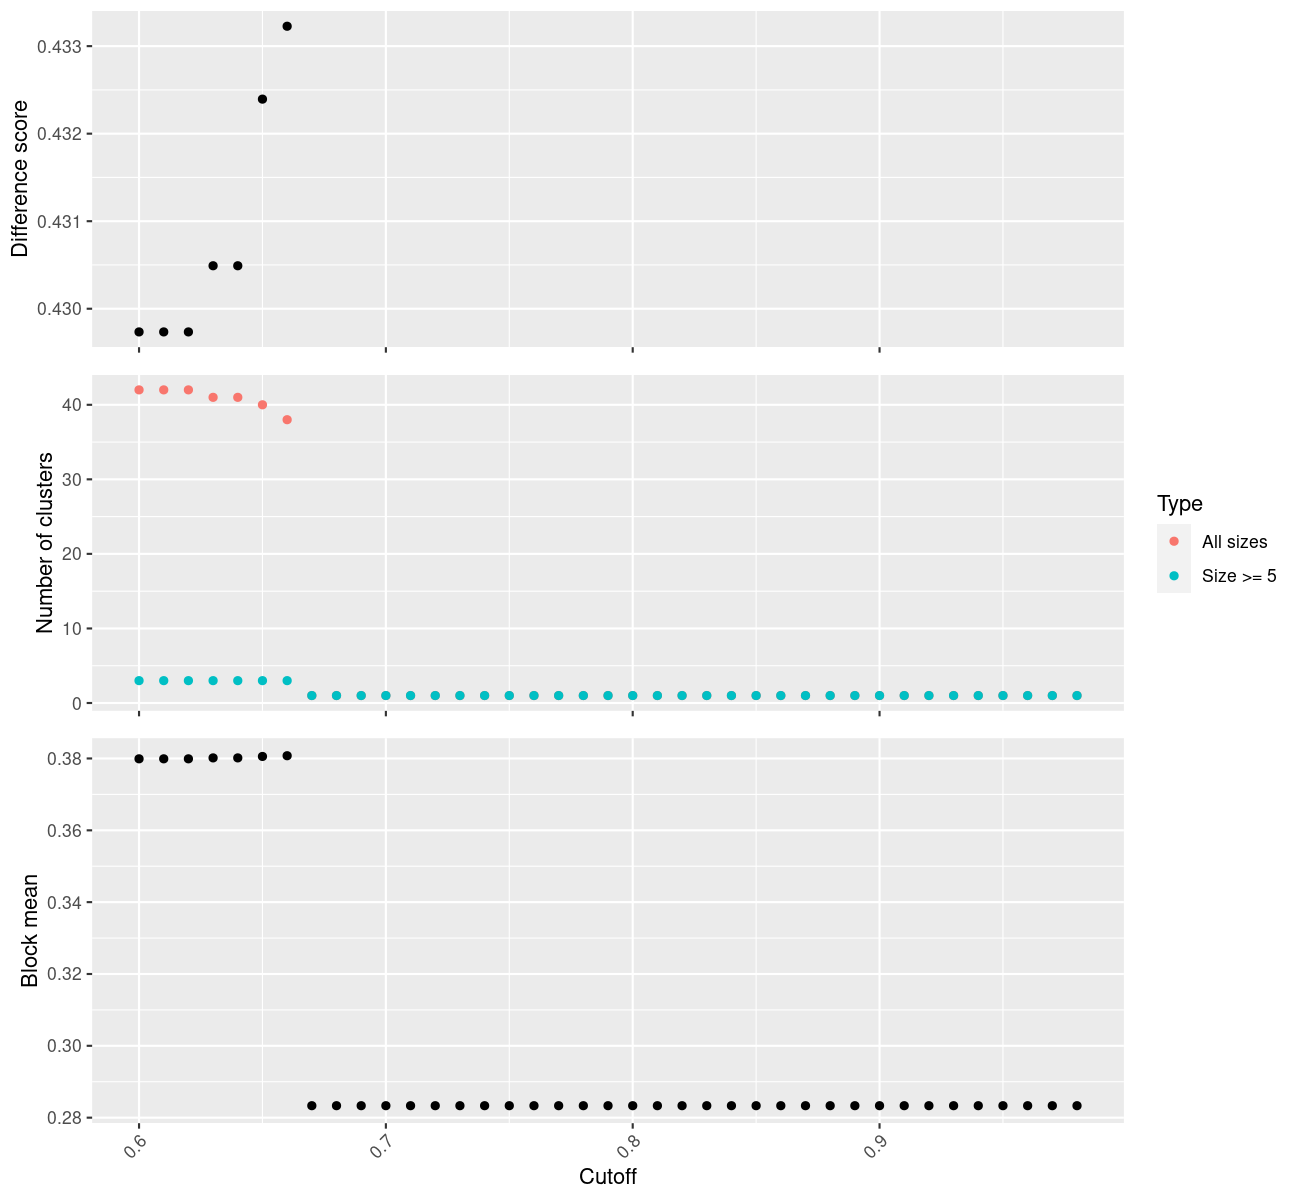 0.433
0.432
0.431
0.430
Difference score
40
30
20
10
0
Number of clusters
Type
All sizes
Size >= 5
0.38
0.36
0.34
0.32
0.30
0.28
Block mean
0.6
0.7
0.8
0.9
Cutoff